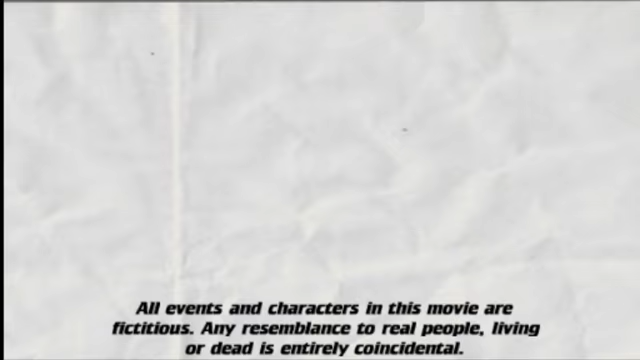 All events and characters in this movie are
fictitious. Any resemblance to real people, living
or dead is entirely coincidental.